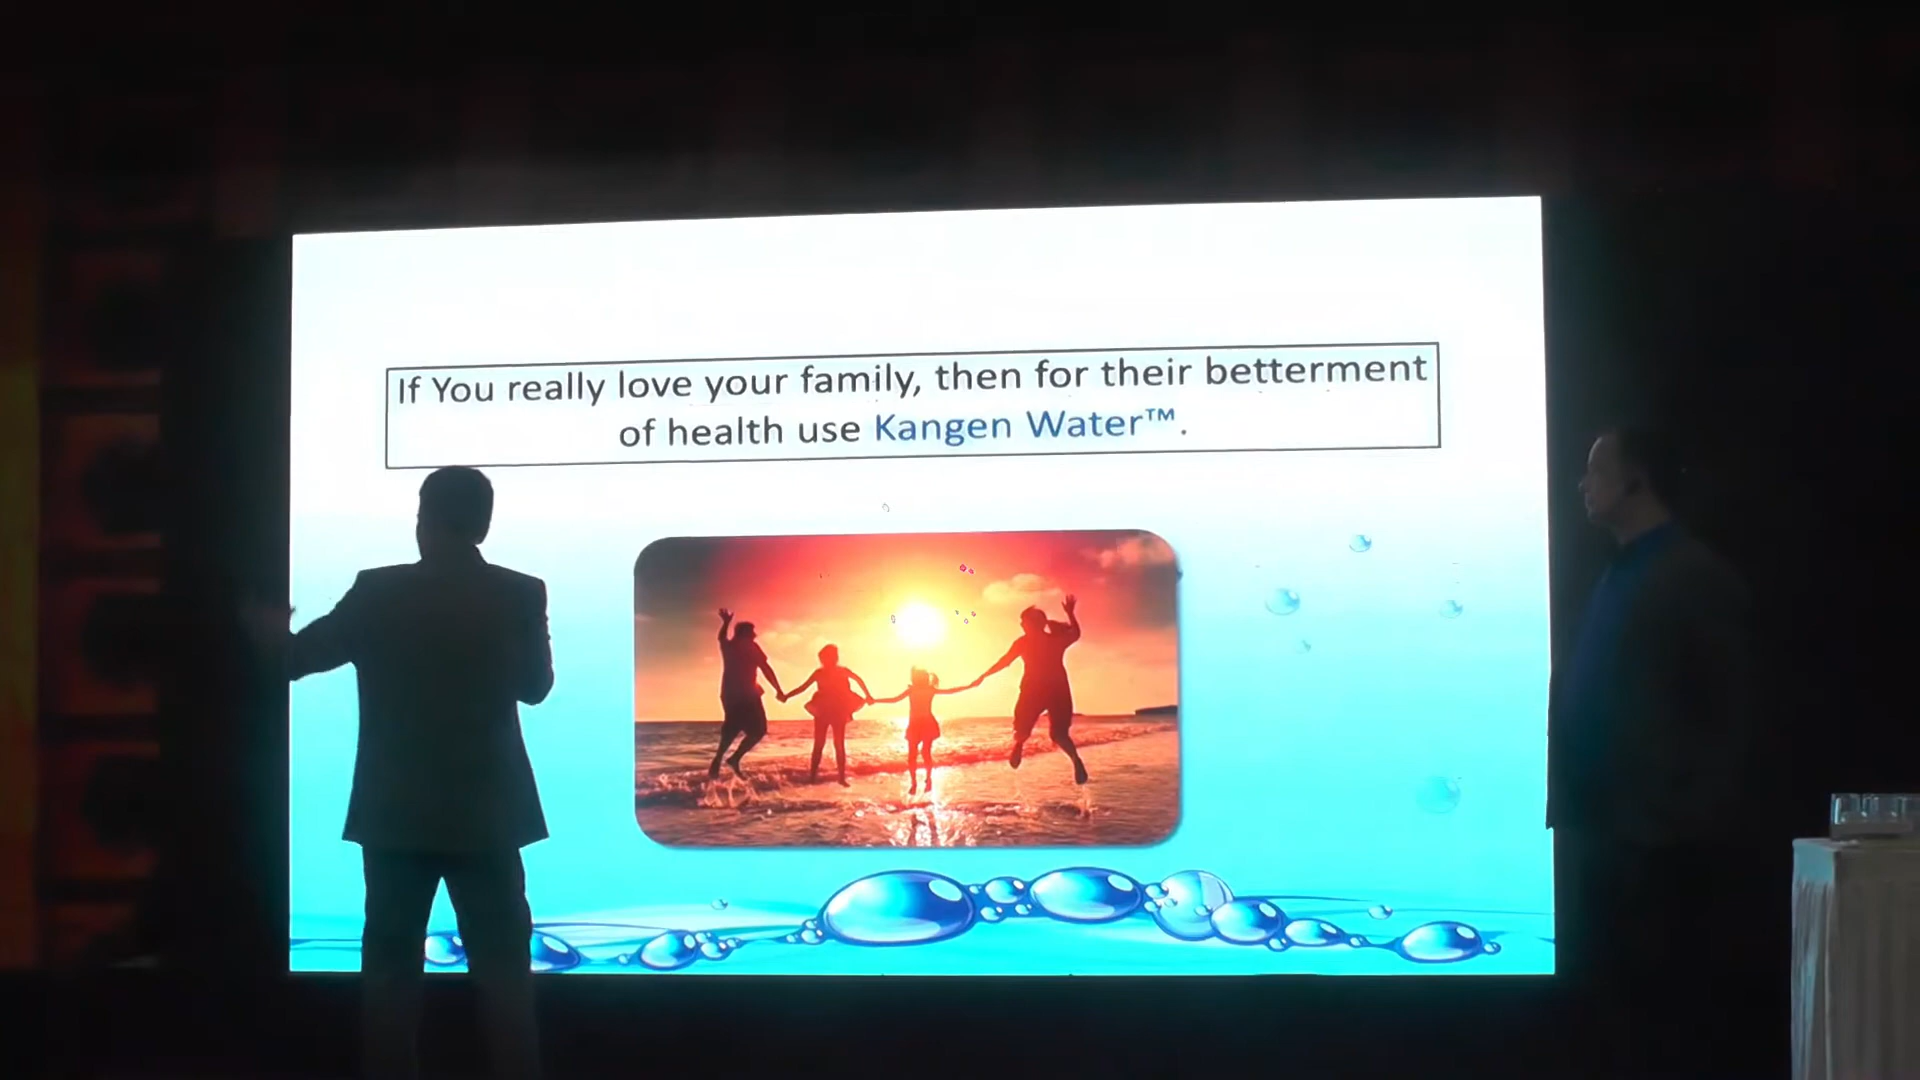 If You really love your family, then for their betterment
of health use Kangen Water™.